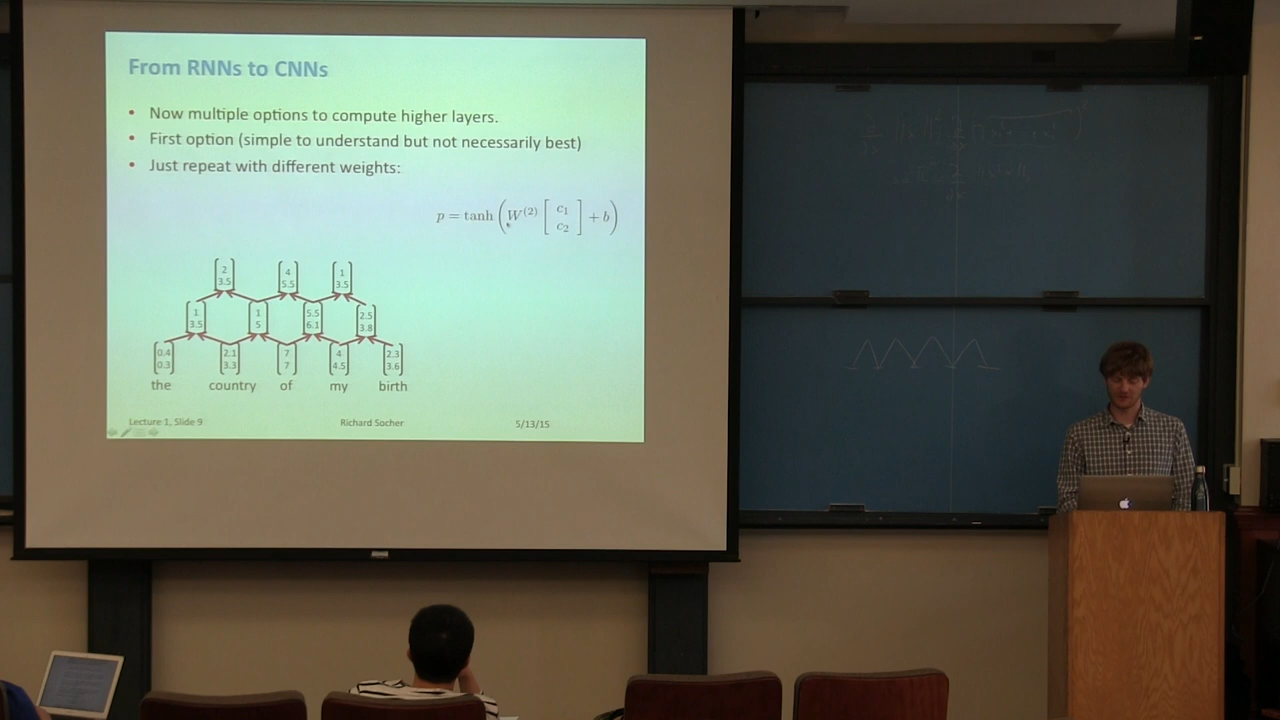 From RNNs to CNNs
• Now multiple options to compute higher layers.
• First option (simple to understand but not necessarily best)
• Just repeat with different weights:
p = tanh ( W^(2) [ c₁ c₂ ] + b )
2 4 1
3.5 5.5 3.5
1 1 5.5 2.5
3.5 5 6.1 3.8
0.4 2.1 7 4 2.3
0.3 3.3 7 4.5 3.6
the country of my birth
Lecture 1, Slide 9 Richard Socher 5/13/15